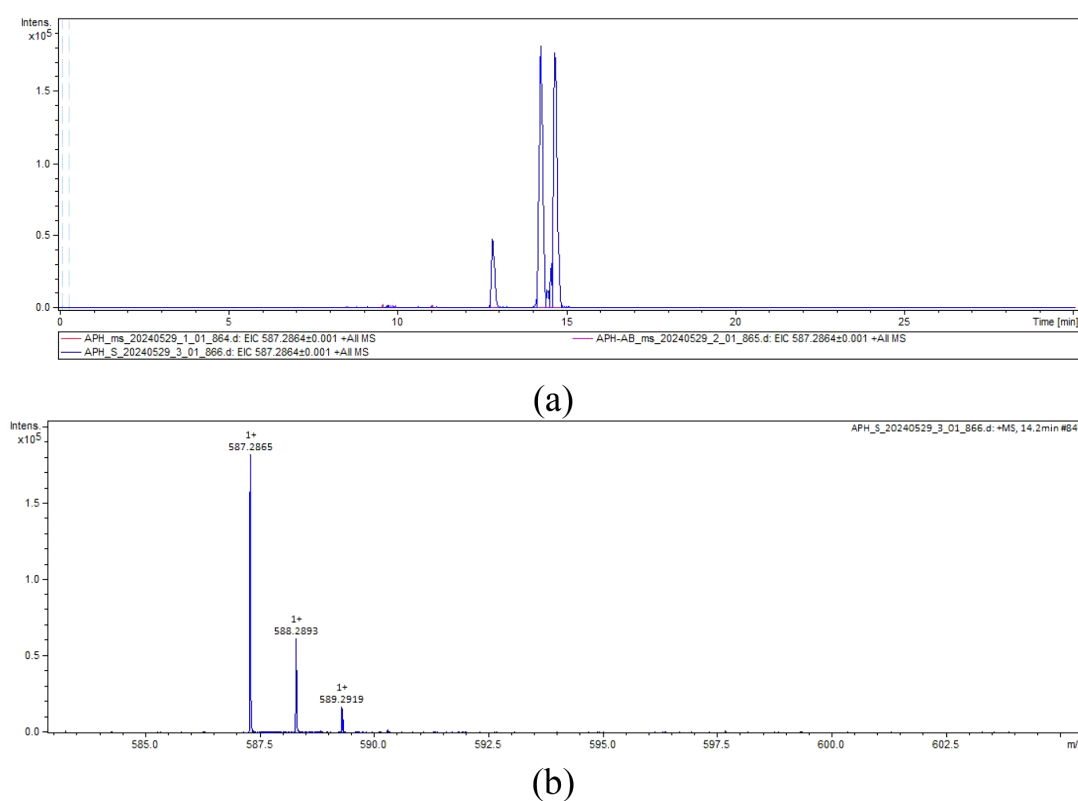 Intens.
x10⁵
1.5
1.0
0.5
0.0
0 5 10 15 20 25 Time [min]
APH_ms_20240529_1_01_864.d: EIC 587.2864±0.001 +All MS APH-AB_ms_20240529_2_01_865.d: EIC 587.2864±0.001 +All MS
APH_S_20240529_3_01_866.d: EIC 587.2864±0.001 +All MS
(a)
Intens.
x10⁵
APH_S_20240529_3_01_866.d: +MS, 14.2min #84
1+
587.2865
1.5
1.0
1+
588.2893
0.5
1+
589.2919
0.0
585.0 587.5 590.0 592.5 595.0 597.5 600.0 602.5 m/
(b)